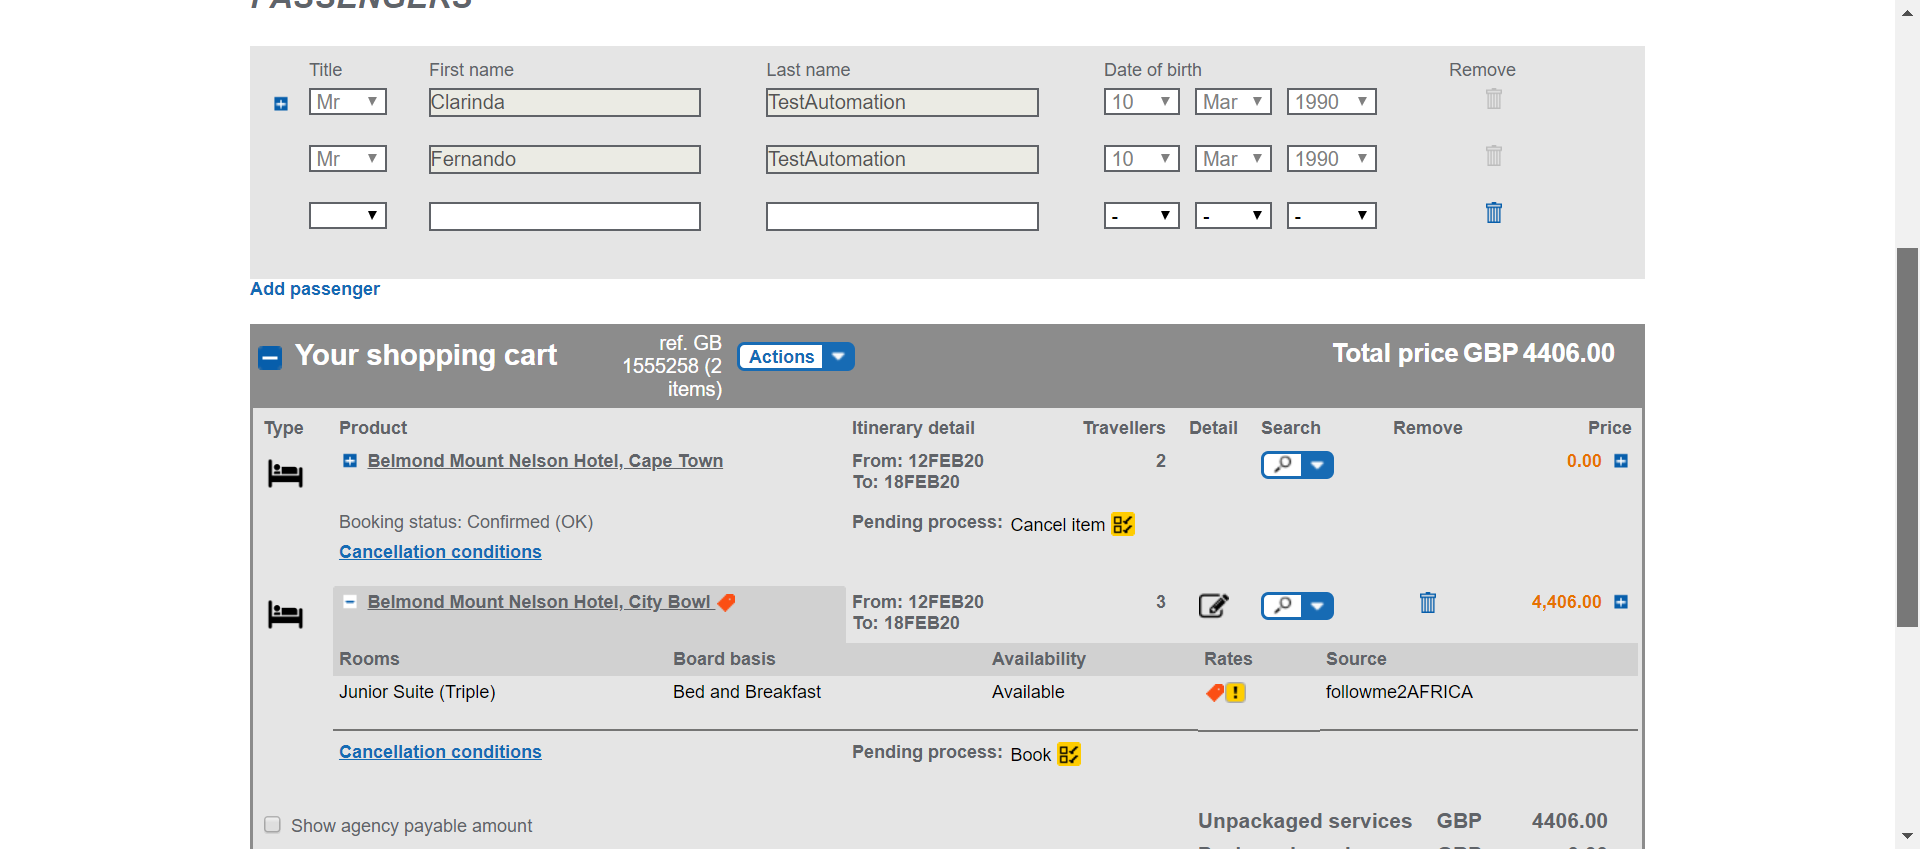 PASSENGERS
Title First name Last name Date of birth Remove
Mr Clarinda TestAutomation 10 Mar 1990
Mr Fernando TestAutomation 10 Mar 1990
- - -
Add passenger
Your shopping cart ref. GB 1555258 (2 items) Actions Total price GBP 4406.00
Type Product Itinerary detail Travellers Detail Search Remove Price
Belmond Mount Nelson Hotel, Cape Town From: 12FEB20 2 0.00
To: 18FEB20
Booking status: Confirmed (OK) Pending process: Cancel item
Cancellation conditions
Belmond Mount Nelson Hotel, City Bowl From: 12FEB20 3 4,406.00
To: 18FEB20
Rooms Board basis Availability Rates Source
Junior Suite (Triple) Bed and Breakfast Available ! followme2AFRICA
Cancellation conditions Pending process: Book
Show agency payable amount Unpackaged services GBP 4406.00